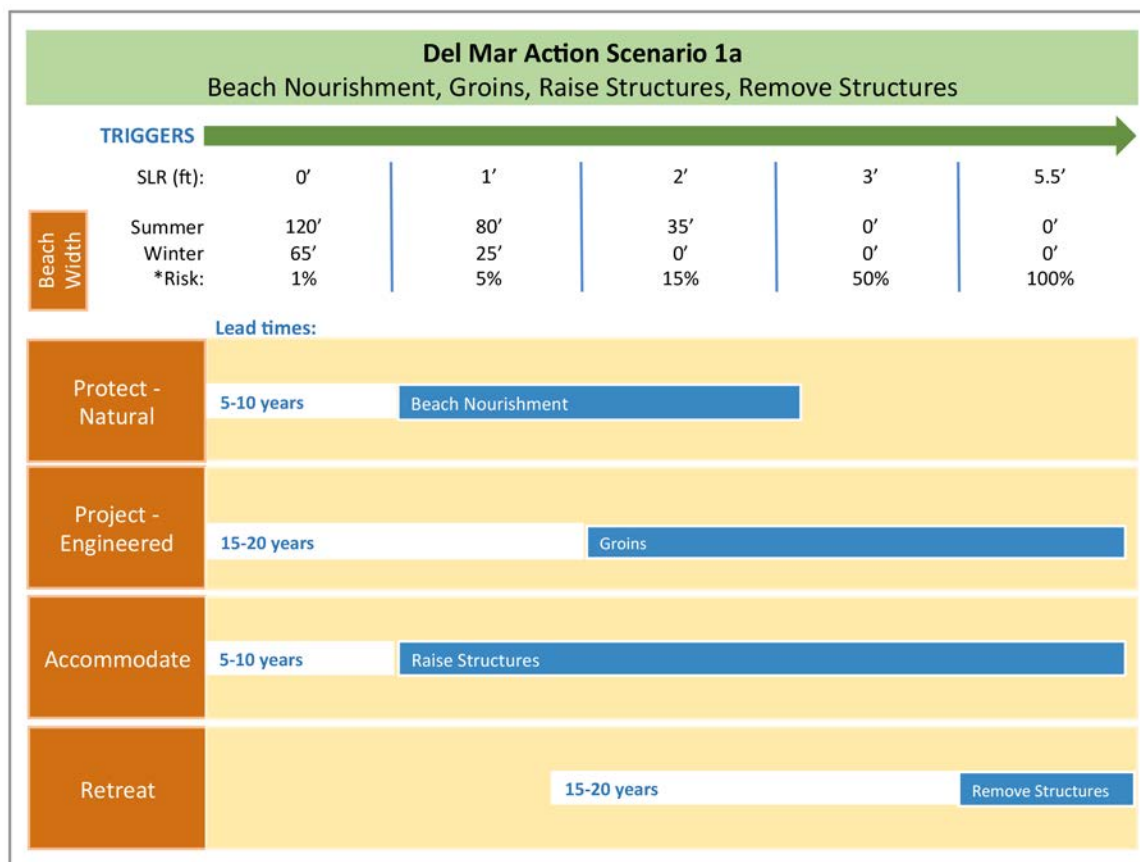 Del Mar Action Scenario 1a
Beach Nourishment, Groins, Raise Structures, Remove Structures
TRIGGERS
SLR (ft): 0′ 1′ 2′ 3′ 5.5′
Beach
Width
Summer 120′ 80′ 35′ 0′ 0′
Winter 65′ 25′ 0′ 0′ 0′
*Risk: 1% 5% 15% 50% 100%
Lead times:
Protect -
Natural
5-10 years Beach Nourishment
Project -
Engineered
15-20 years Groins
Accommodate 5-10 years Raise Structures
Retreat 15-20 years Remove Structures